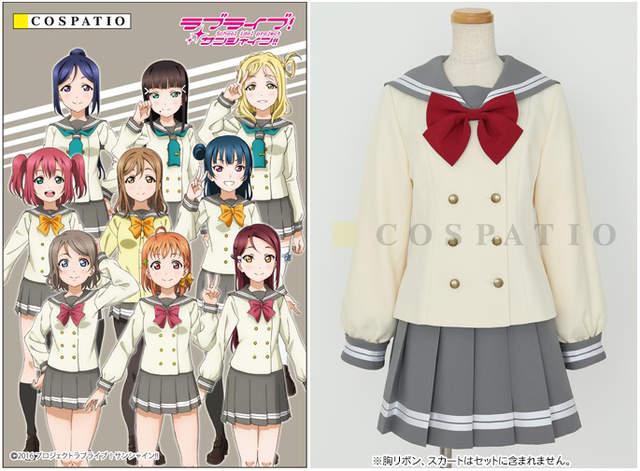 COSPATIO
ラブライブ!
School idol project
サンシャイン!!
©2016 プロジェクトラブライブ!サンシャイン!!
COSPATIO
※胸リボン、スカートはセットに含まれません。